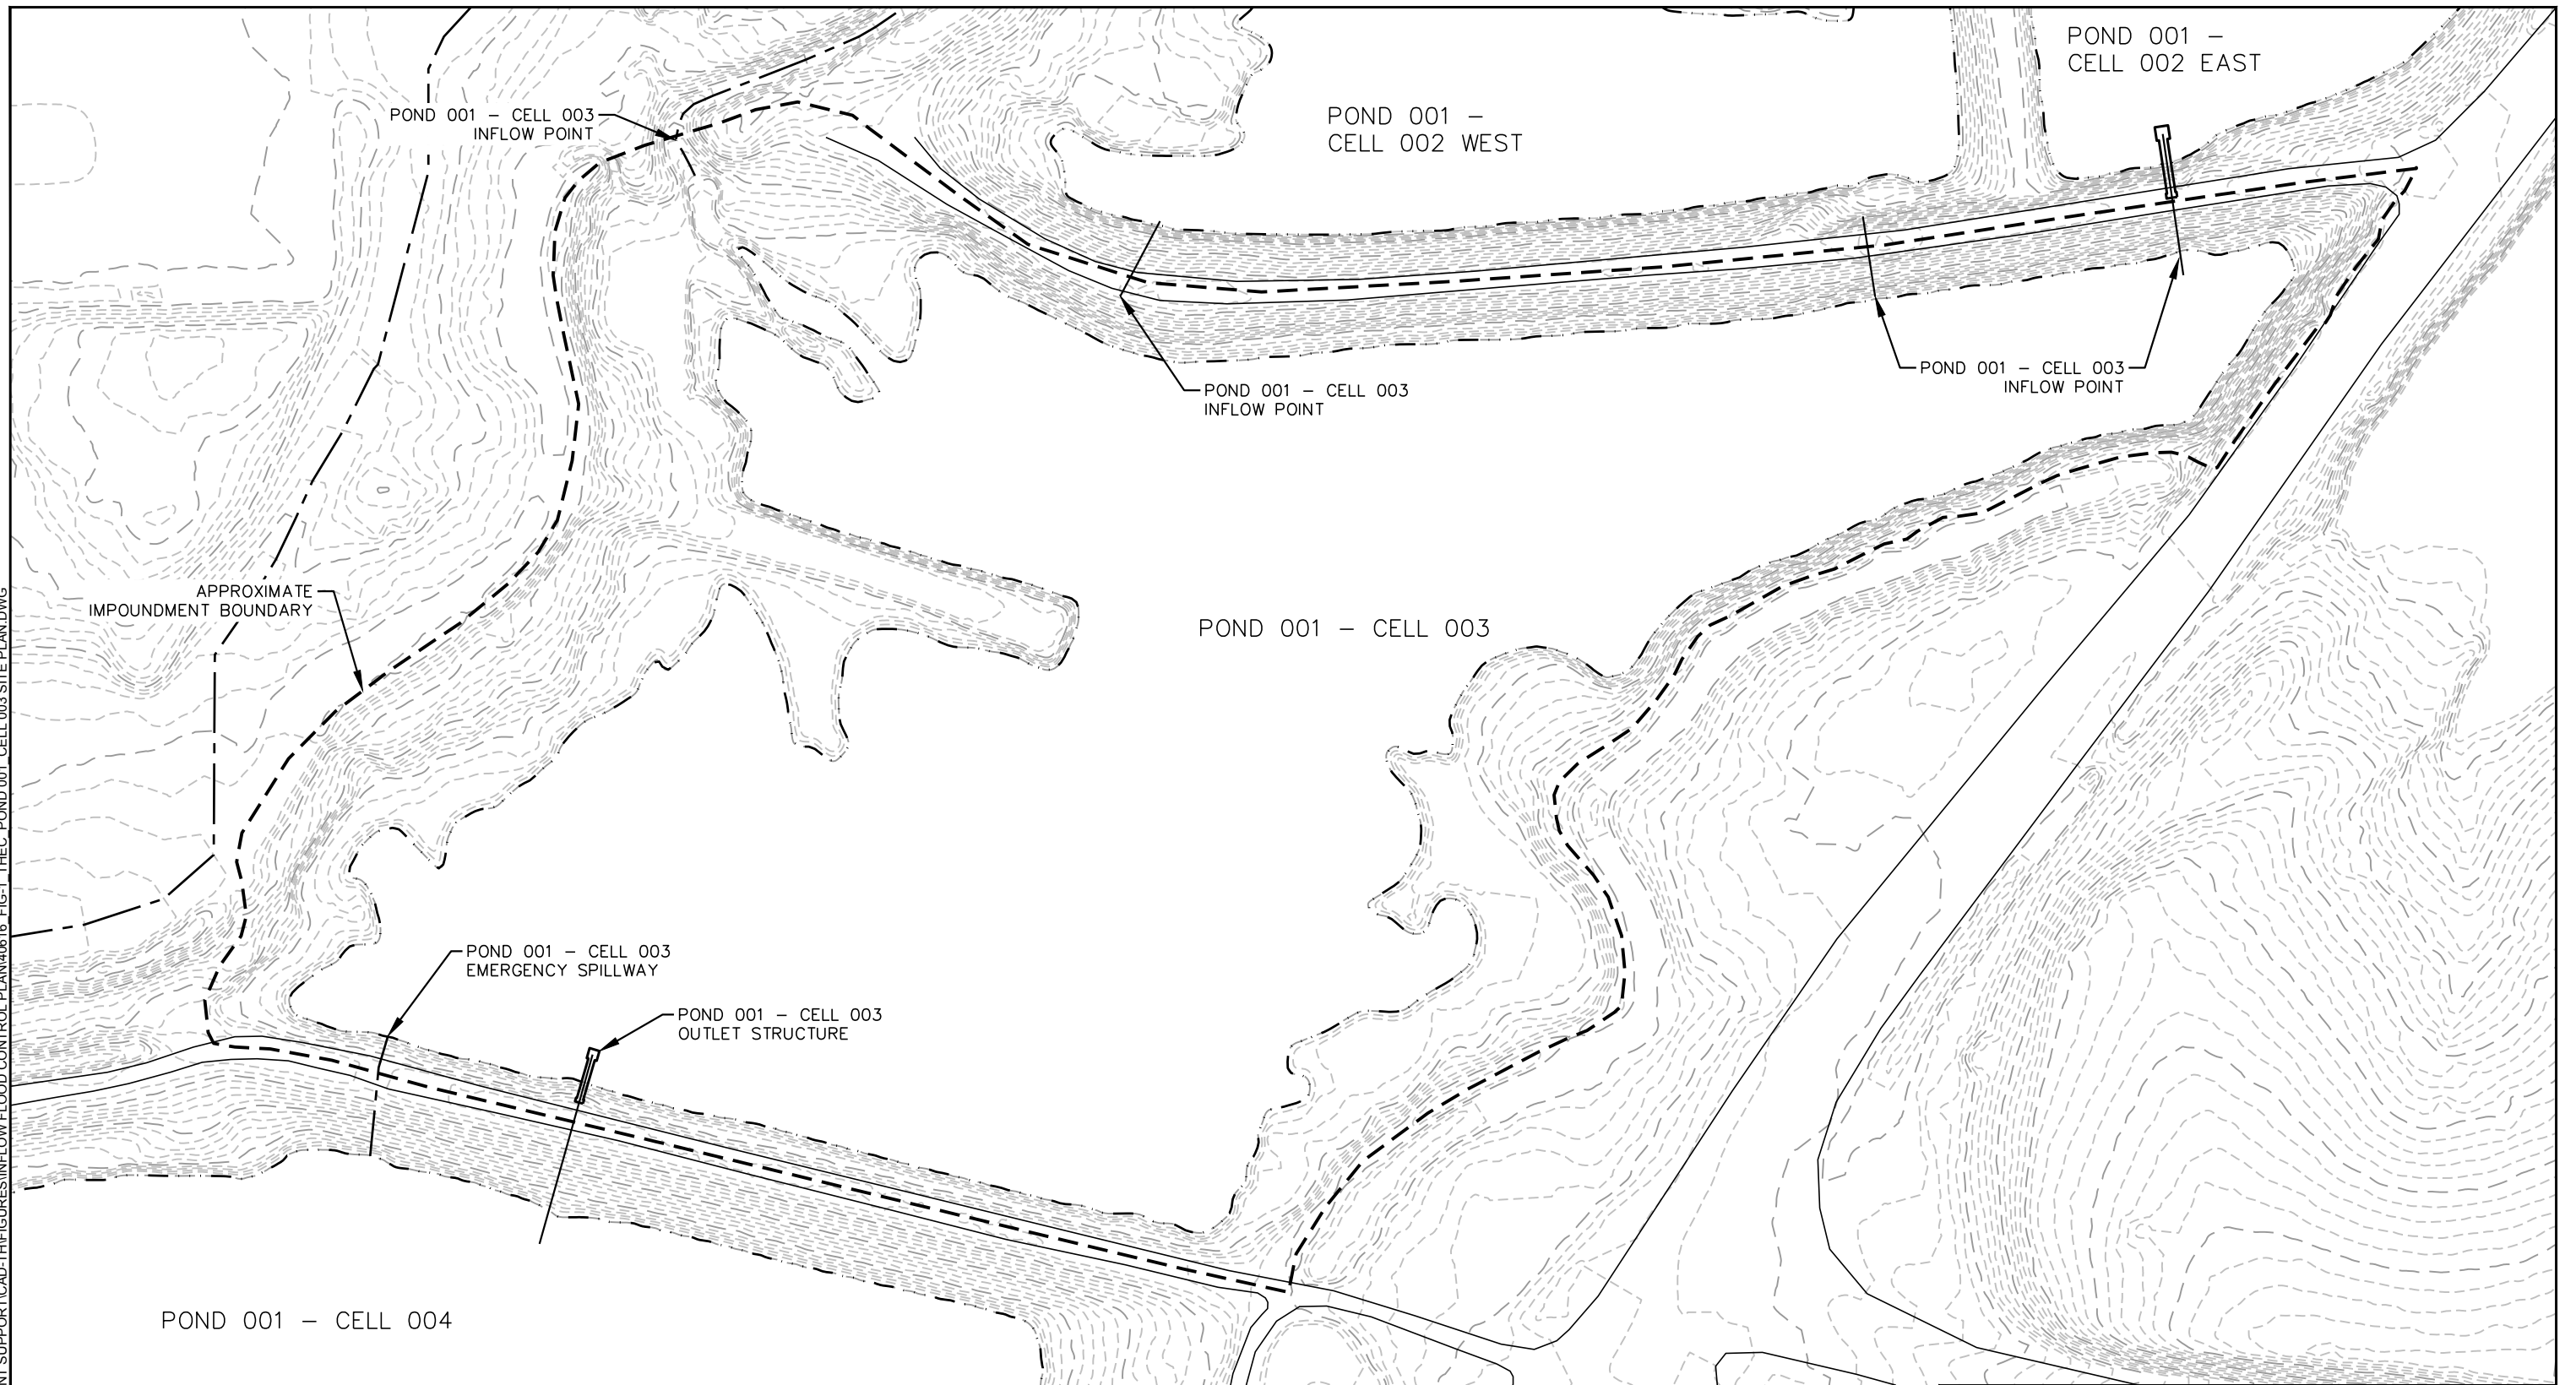 POND 001 –
CELL 002 EAST
POND 001 – CELL 003
INFLOW POINT
POND 001 –
CELL 002 WEST
POND 001 – CELL 003
INFLOW POINT
POND 001 – CELL 003
INFLOW POINT
APPROXIMATE
IMPOUNDMENT BOUNDARY
POND 001 – CELL 003
POND 001 – CELL 003
EMERGENCY SPILLWAY
POND 001 – CELL 003
OUTLET STRUCTURE
POND 001 – CELL 004